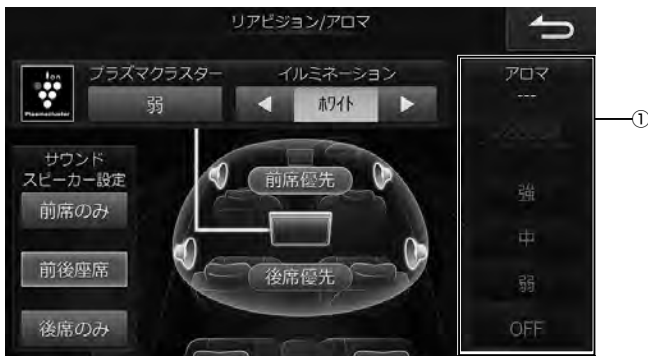 リアビジョン/アロマ
Ion
Plasmacluster
プラズマクラスター
弱
イルミネーション
◀ ホワイト ▶
サウンド
スピーカー設定
前席のみ
前後座席
後席のみ
前席優先
後席優先
アロマ
---
強
中
弱
OFF
①